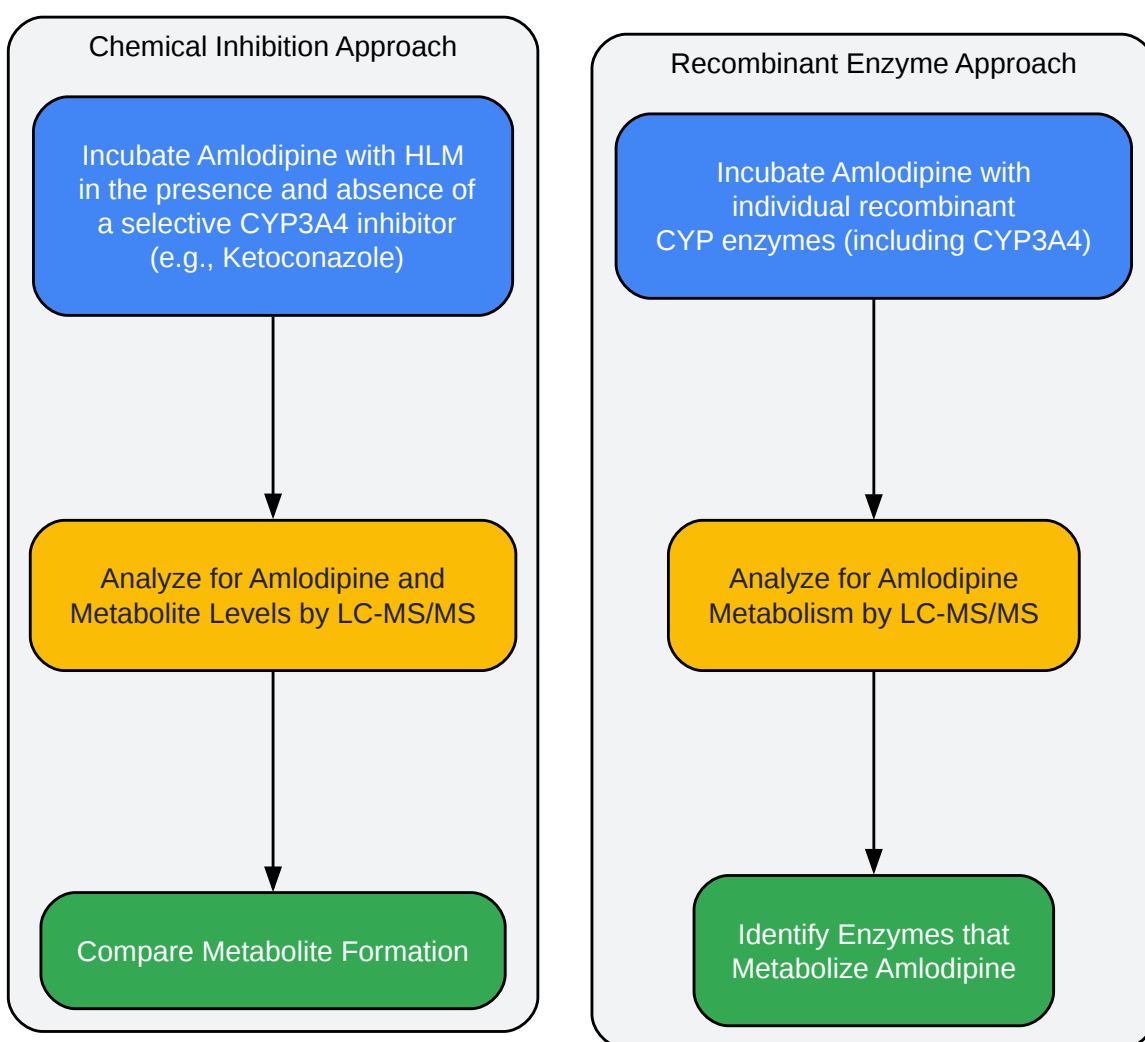 Chemical Inhibition Approach
Incubate Amlodipine with HLM
in the presence and absence of
a selective CYP3A4 inhibitor
(e.g., Ketoconazole)
Analyze for Amlodipine and
Metabolite Levels by LC-MS/MS
Compare Metabolite Formation
Recombinant Enzyme Approach
Incubate Amlodipine with
individual recombinant
CYP enzymes (including CYP3A4)
Analyze for Amlodipine
Metabolism by LC-MS/MS
Identify Enzymes that
Metabolize Amlodipine